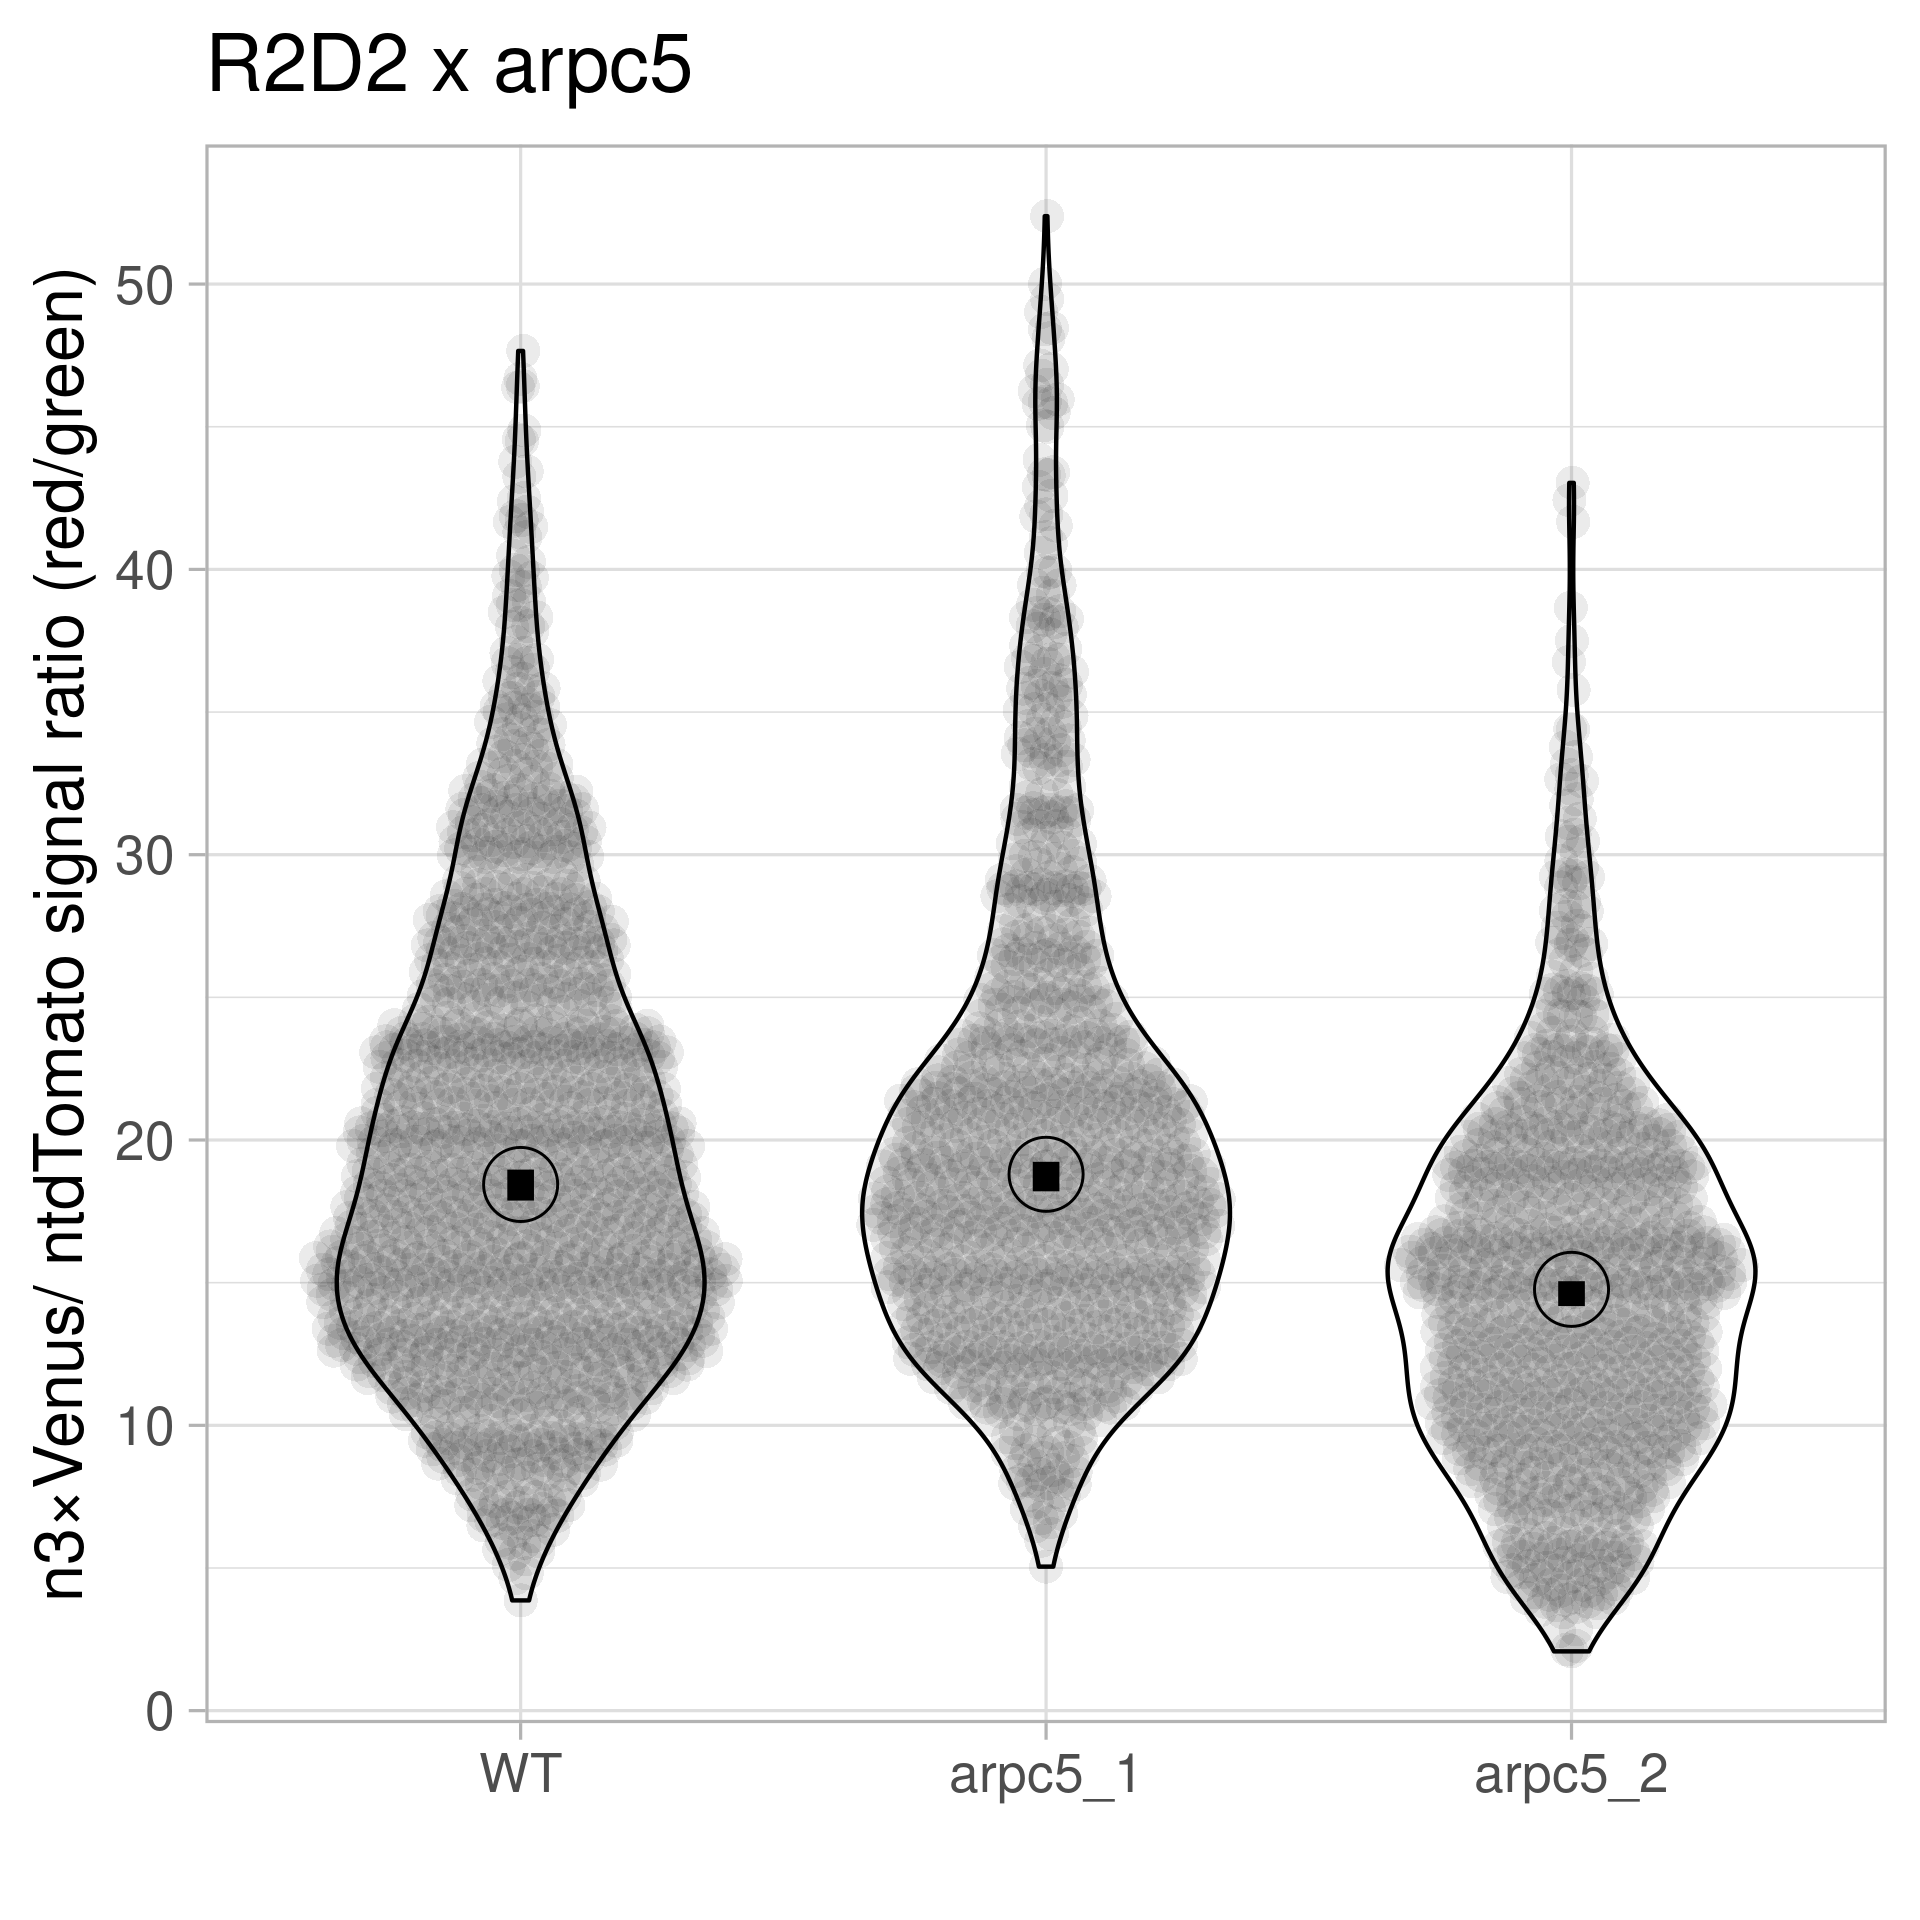 R2D2 x arpc5
n3×Venus/ ntdTomato signal ratio (red/green)
50
40
30
20
10
0
WT arpc5_1 arpc5_2